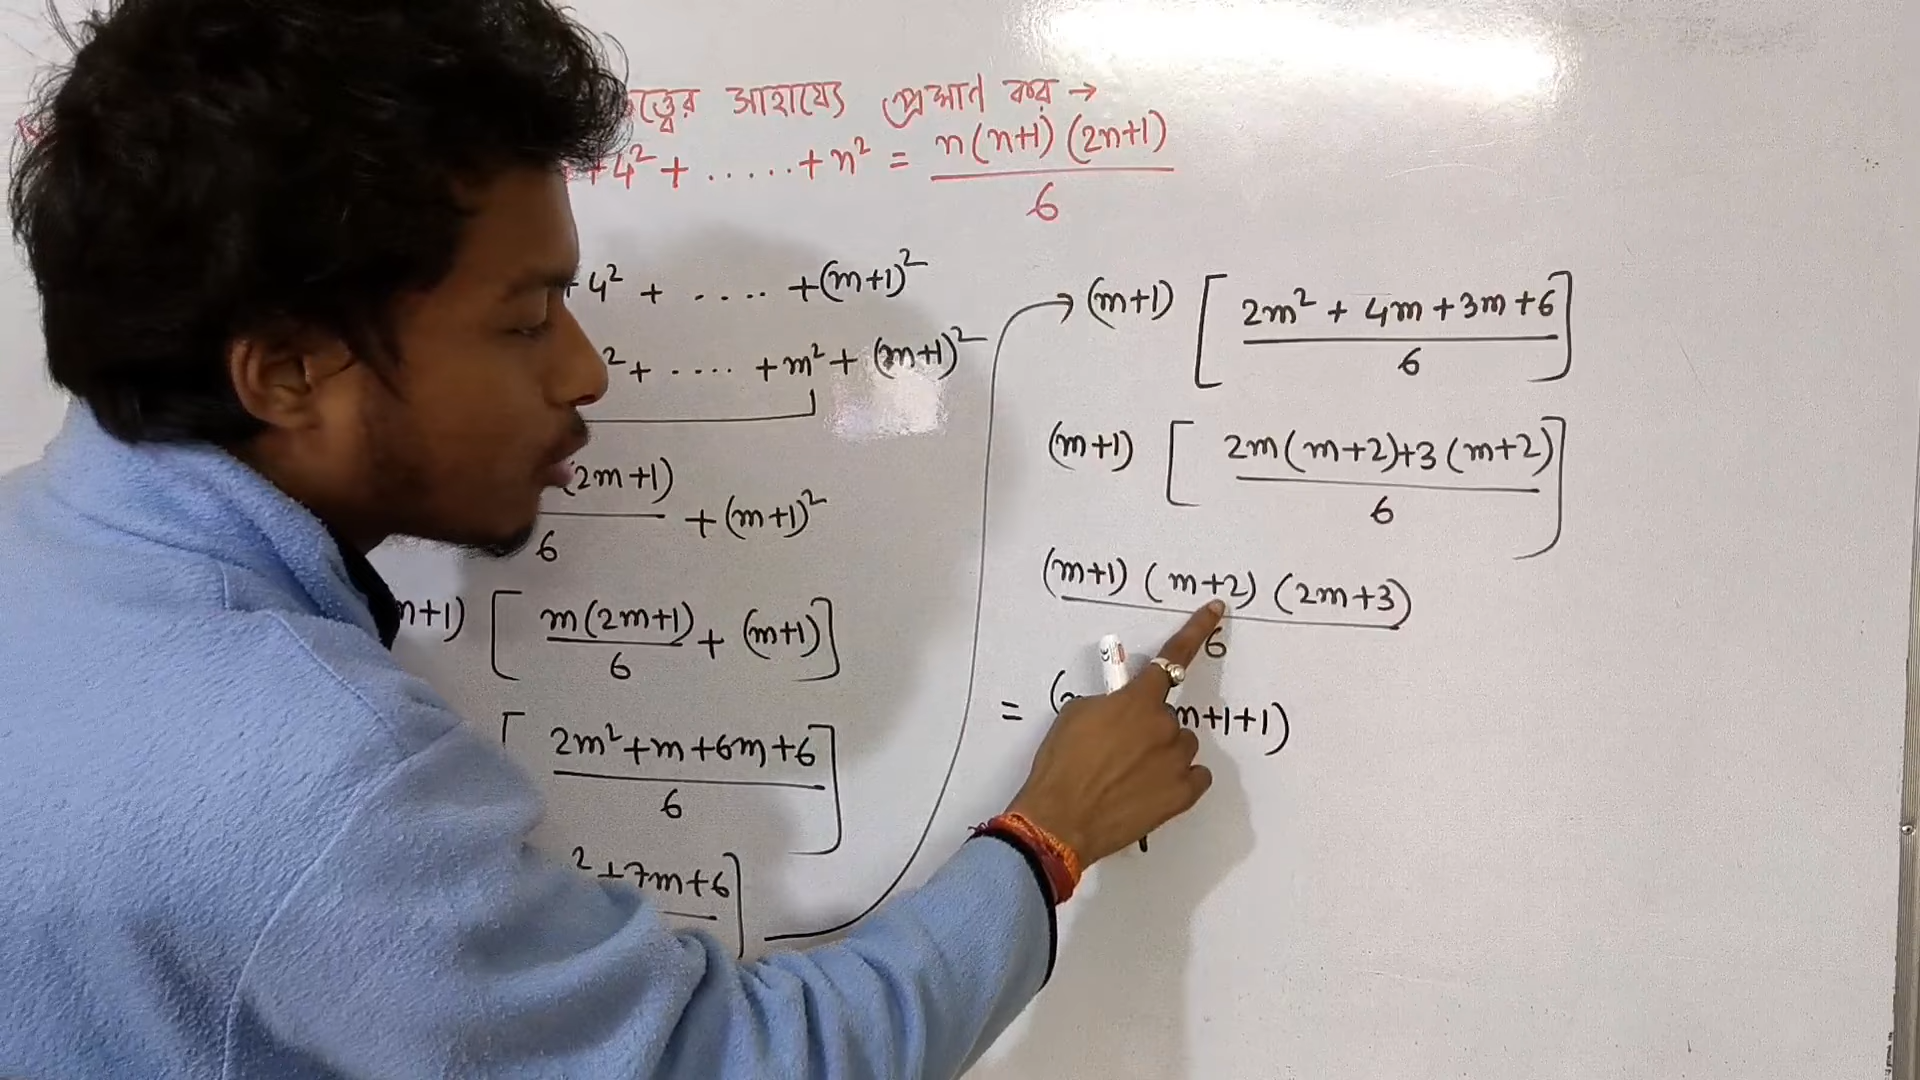 সাহায্যে প্রমাণ কর →
+4² + ..... + n² = n(n+1)(2n+1) / 6
4² + .... + (m+1)²
² + .... + m² + (m+1)²
(2m+1) / 6 + (m+1)²
m+1) [ m(2m+1) / 6 + (m+1) ]
[ 2m² + m + 6m + 6 / 6 ]
² + 7m + 6 ]
→ (m+1) [ 2m² + 4m + 3m + 6 / 6 ]
(m+1) [ 2m(m+2)+3(m+2) / 6 ]
(m+1) (m+2) (2m+3) / 6
= ( m+1+1)